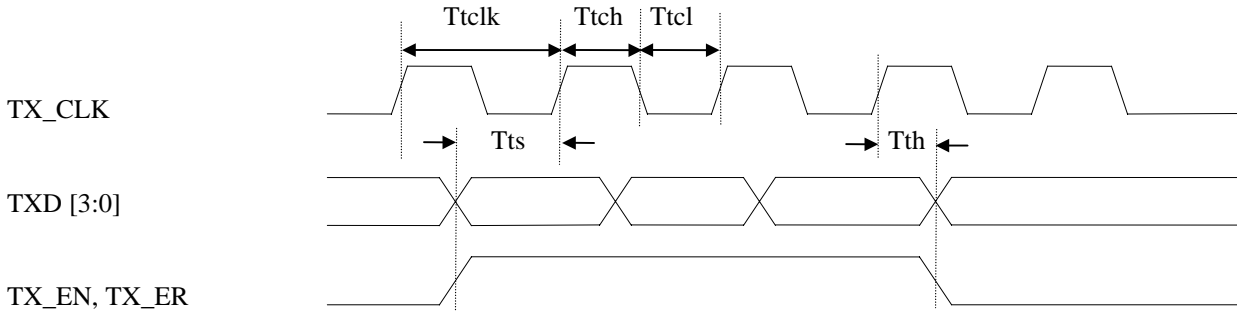 Ttclk Ttch Ttcl
TX_CLK
Tts Tth
TXD [3:0]
TX_EN, TX_ER